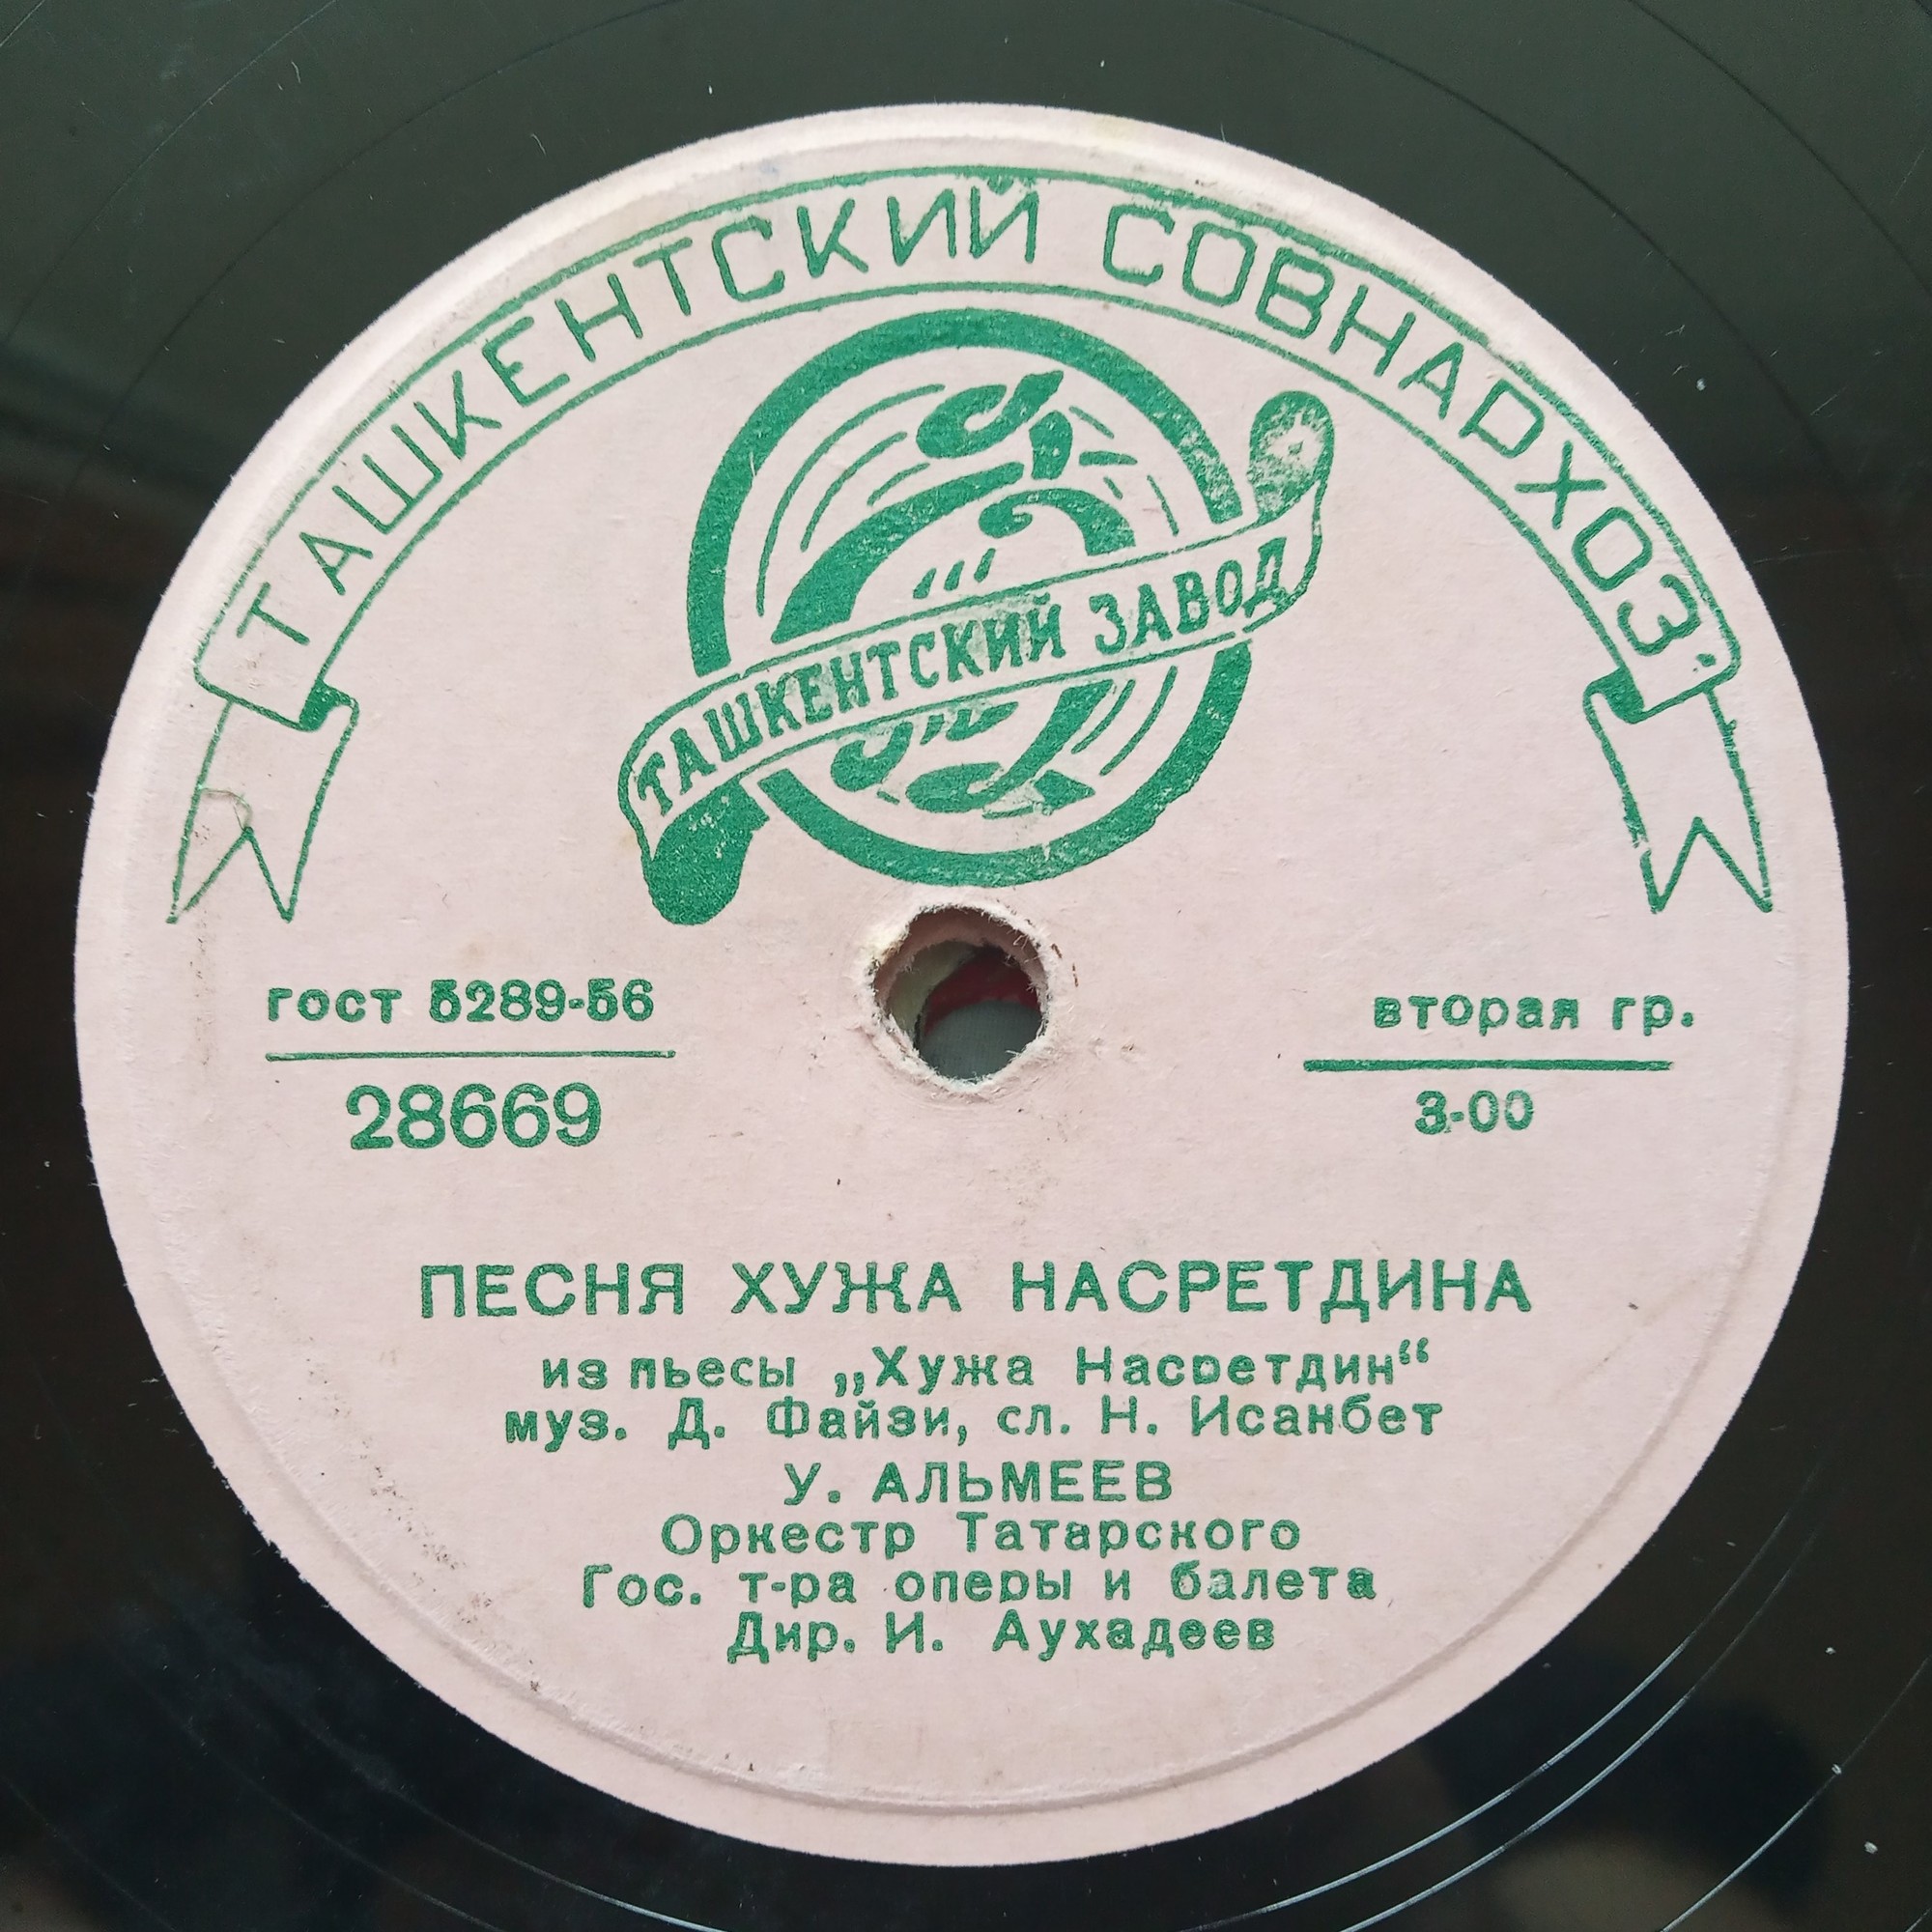 ТАШКЕНТСКИЙ СОВНАРХОЗ
ТАШКЕНТСКИЙ ЗАВОД
гост 5289-56
28669
вторая гр.
3-00
ПЕСНЯ ХУЖА НАСРЕТДИНА
из пьесы „Хужа Насретдин“
муз. Д. Файзи, сл. Н. Исанбет
У. АЛЬМЕЕВ
Оркестр Татарского
Гос. т-ра оперы и балета
Дир. И. Аухадеев